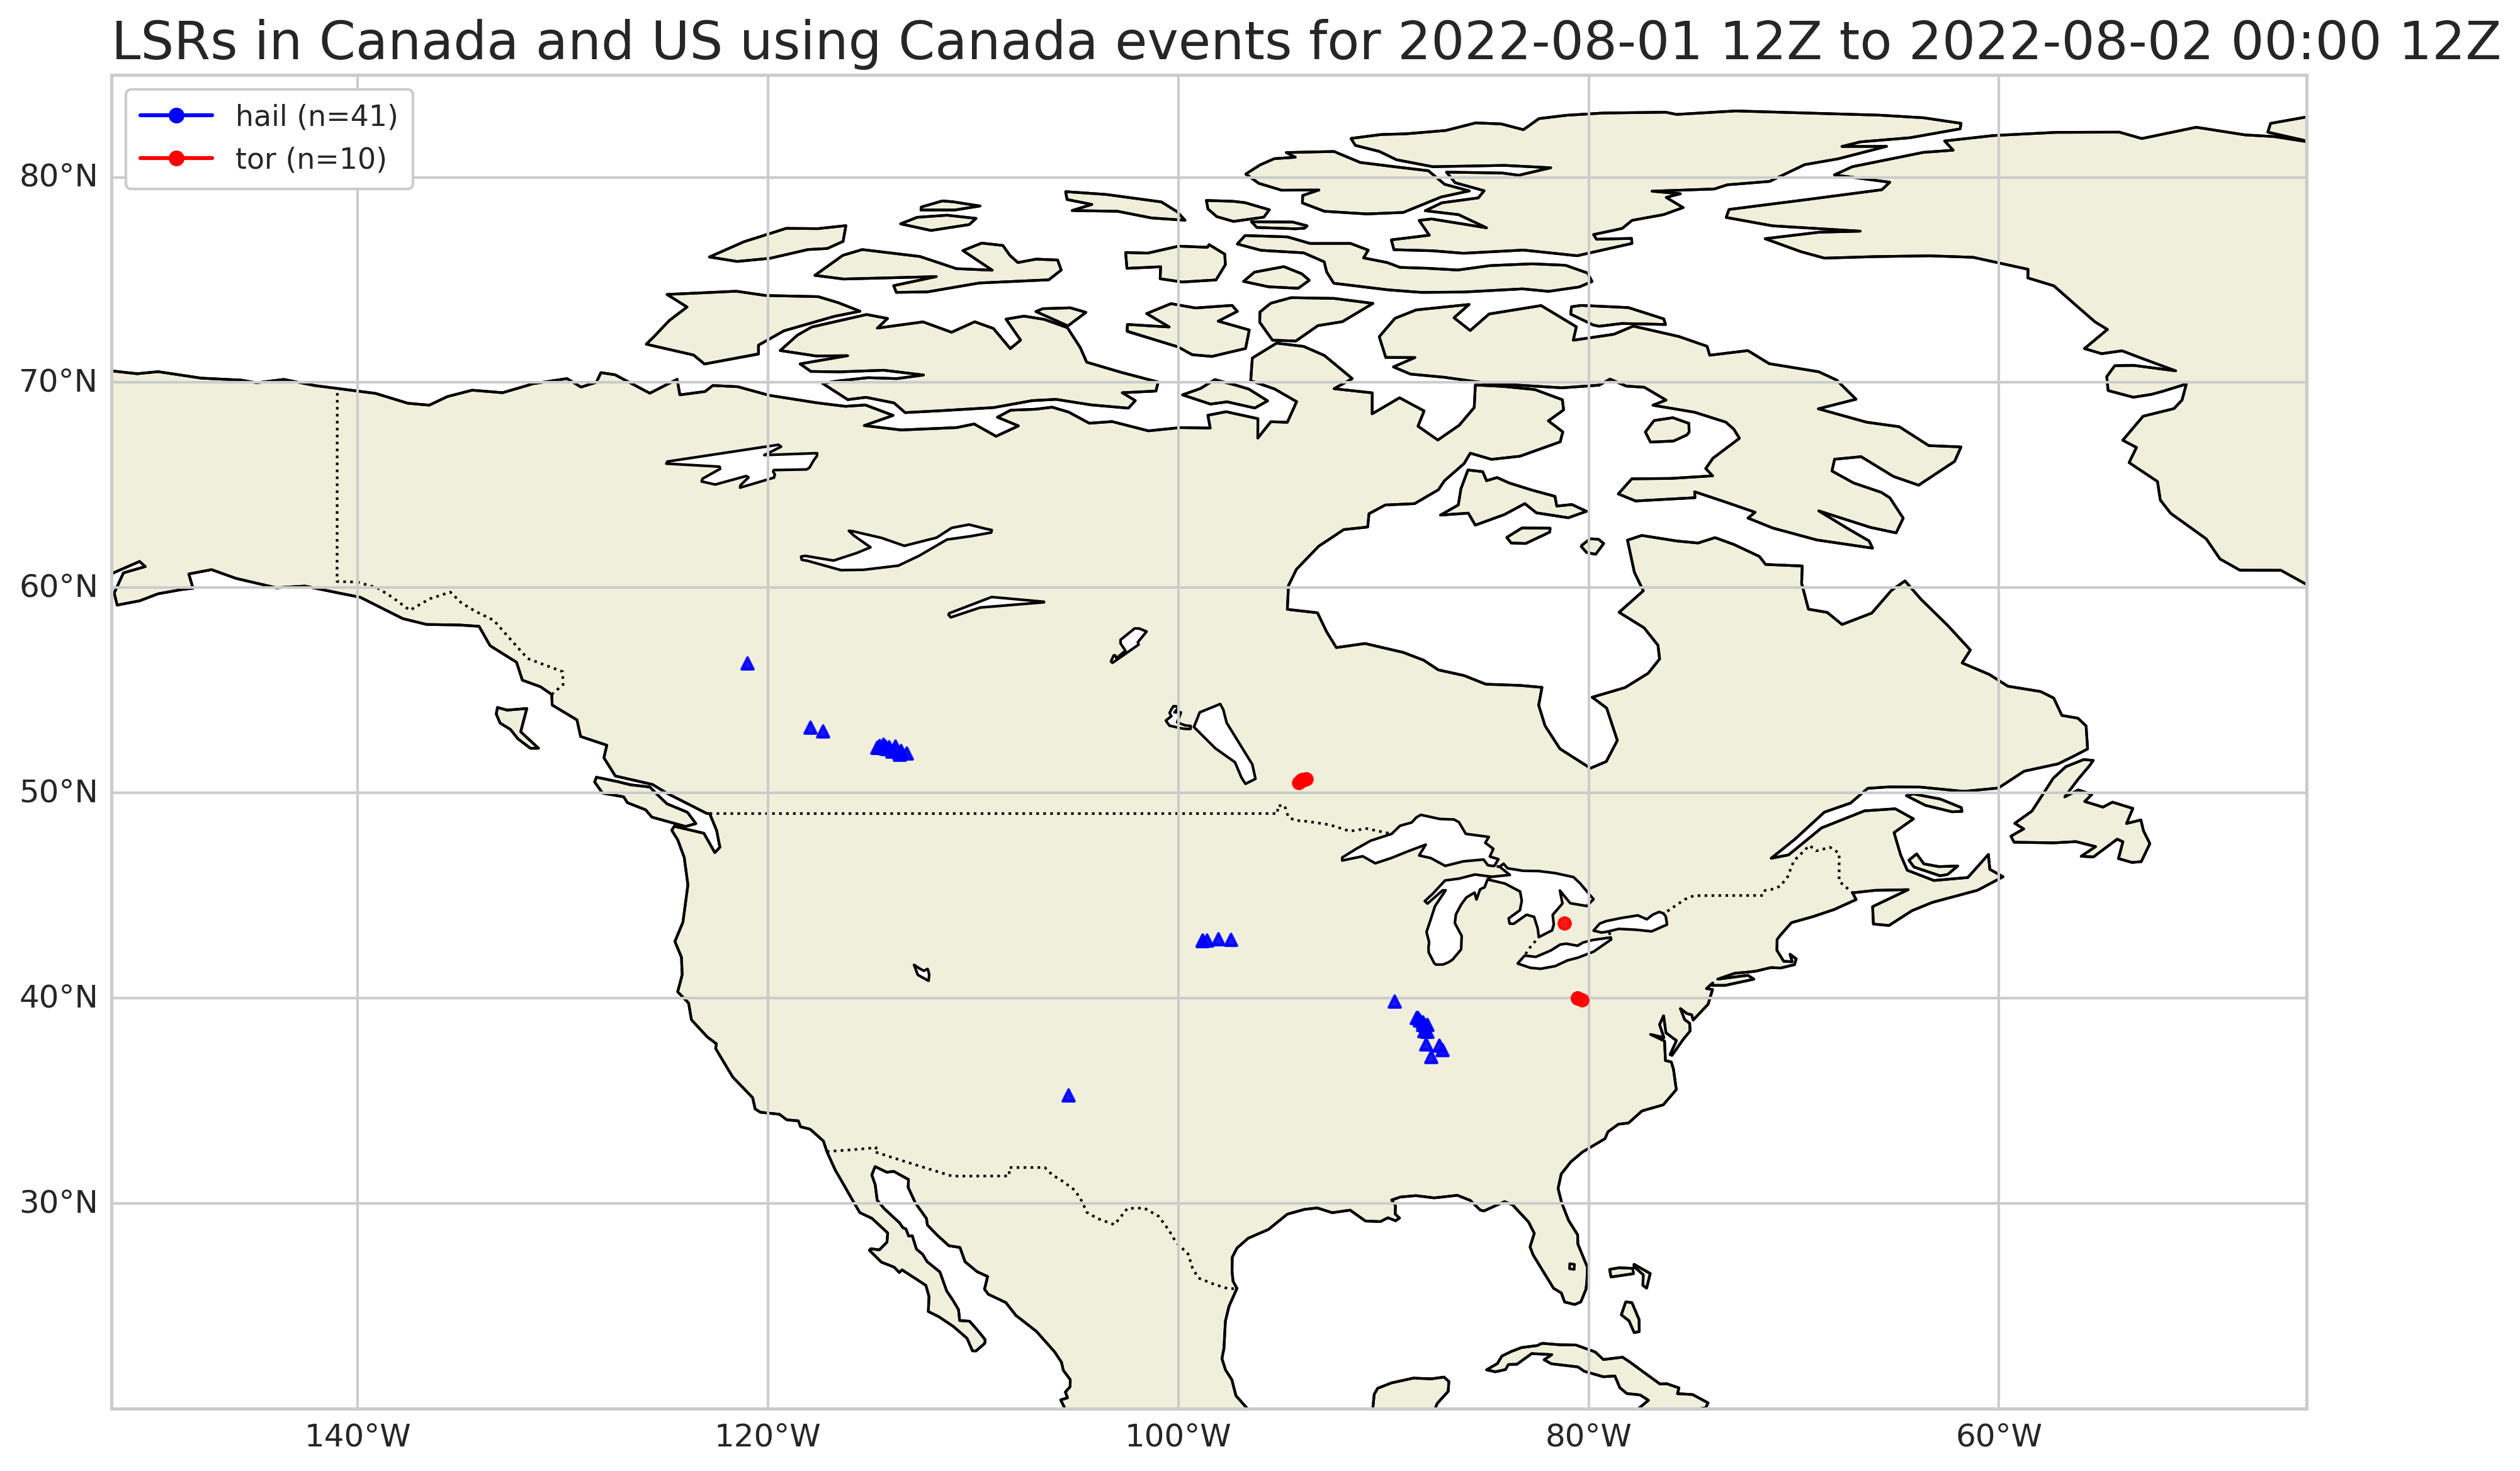 LSRs in Canada and US using Canada events for 2022-08-01 12Z to 2022-08-02 00:00 12Z
hail (n=41)
tor (n=10)
80°N
70°N
60°N
50°N
40°N
30°N
140°W
120°W
100°W
80°W
60°W